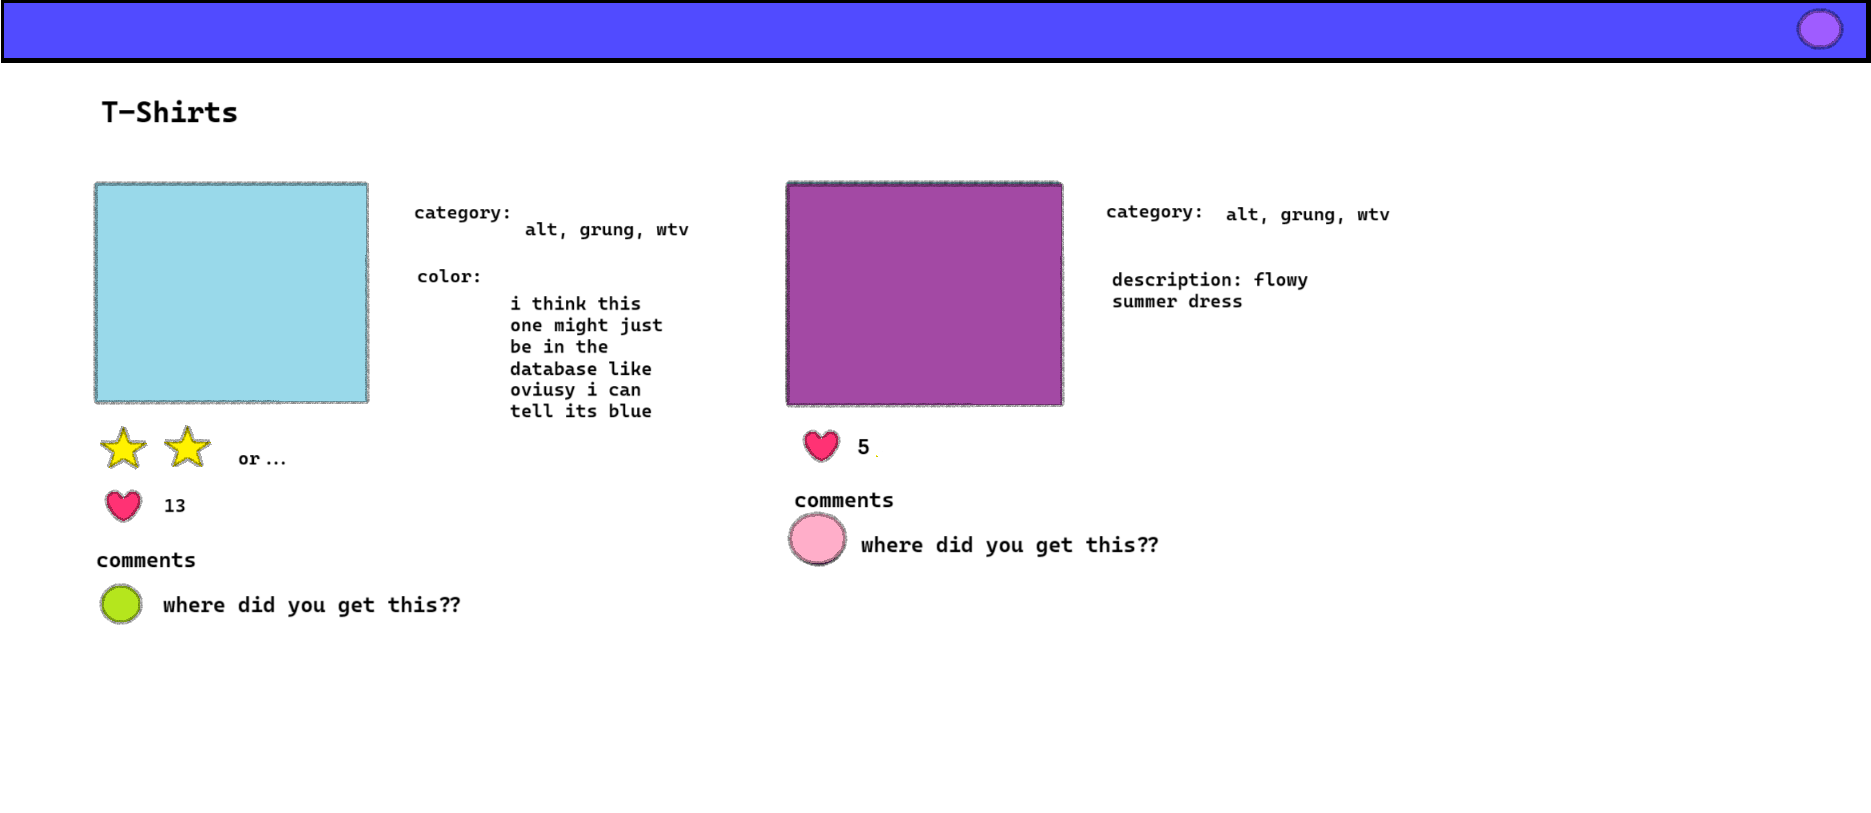 T-Shirts
category:
alt, grung, wtv
color:
i think this
one might just
be in the
database like
oviusy i can
tell its blue
or...
13
comments
where did you get this??
category: alt, grung, wtv
description: flowy
summer dress
5
comments
where did you get this??